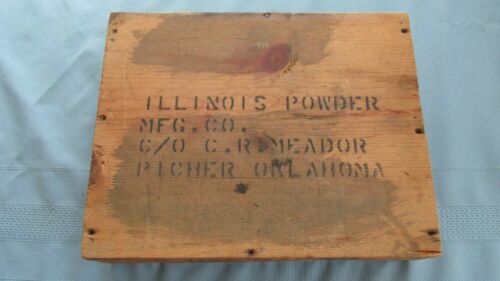 ILLINOIS POWDER
MFG. CO.
C/O C.R. MEADOR
PICHER OKLAHOMA